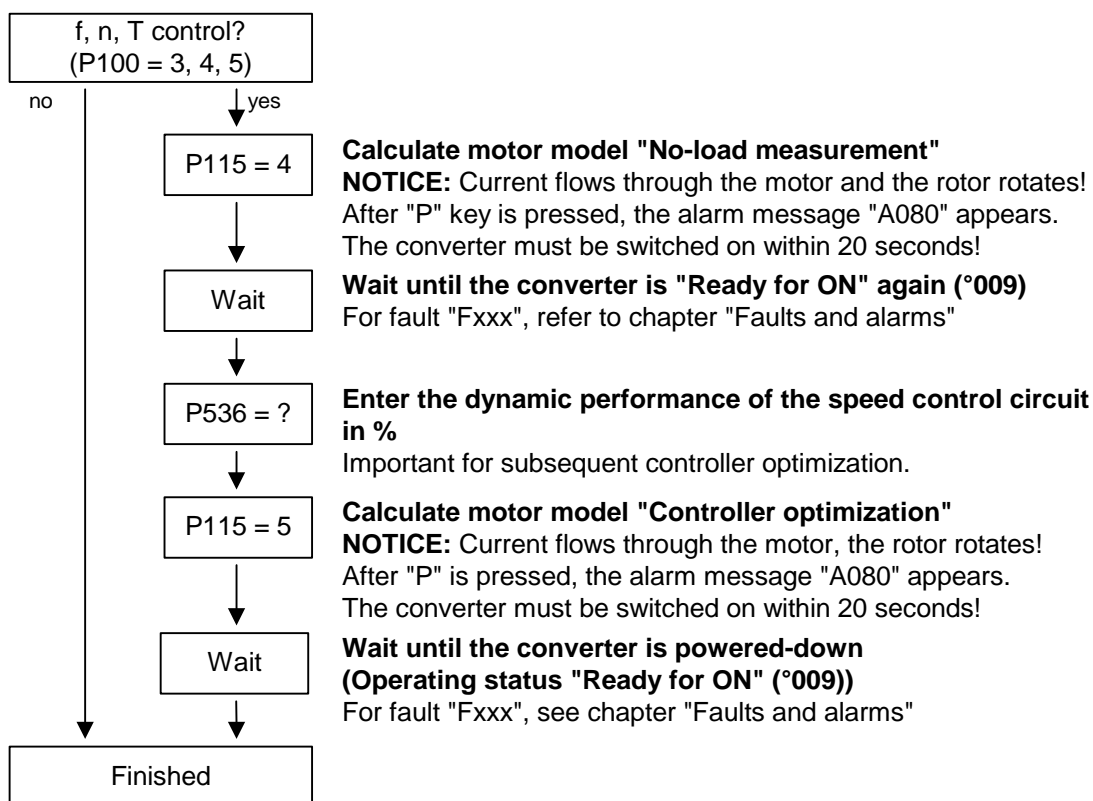 f, n, T control?
(P100 = 3, 4, 5)
no
yes
P115 = 4
Calculate motor model "No-load measurement"
NOTICE: Current flows through the motor and the rotor rotates!
After "P" key is pressed, the alarm message "A080" appears.
The converter must be switched on within 20 seconds!
Wait
Wait until the converter is "Ready for ON" again (°009)
For fault "Fxxx", refer to chapter "Faults and alarms"
P536 = ?
Enter the dynamic performance of the speed control circuit
in %
Important for subsequent controller optimization.
P115 = 5
Calculate motor model "Controller optimization"
NOTICE: Current flows through the motor, the rotor rotates!
After "P" is pressed, the alarm message "A080" appears.
The converter must be switched on within 20 seconds!
Wait
Wait until the converter is powered-down
(Operating status "Ready for ON" (°009))
For fault "Fxxx", see chapter "Faults and alarms"
Finished